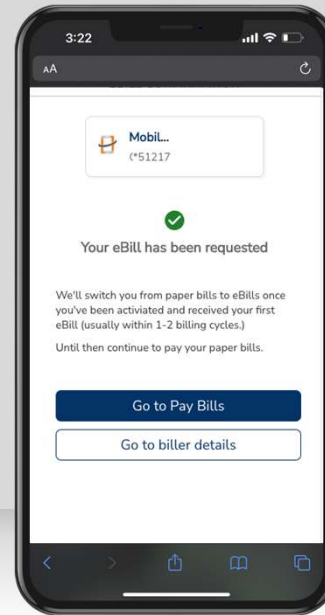 3:22
AA
Mobil...
(*51217
Your eBill has been requested
We'll switch you from paper bills to eBills once
you've been activiated and received your first
eBill (usually within 1-2 billing cycles.)
Until then continue to pay your paper bills.
Go to Pay Bills
Go to biller details